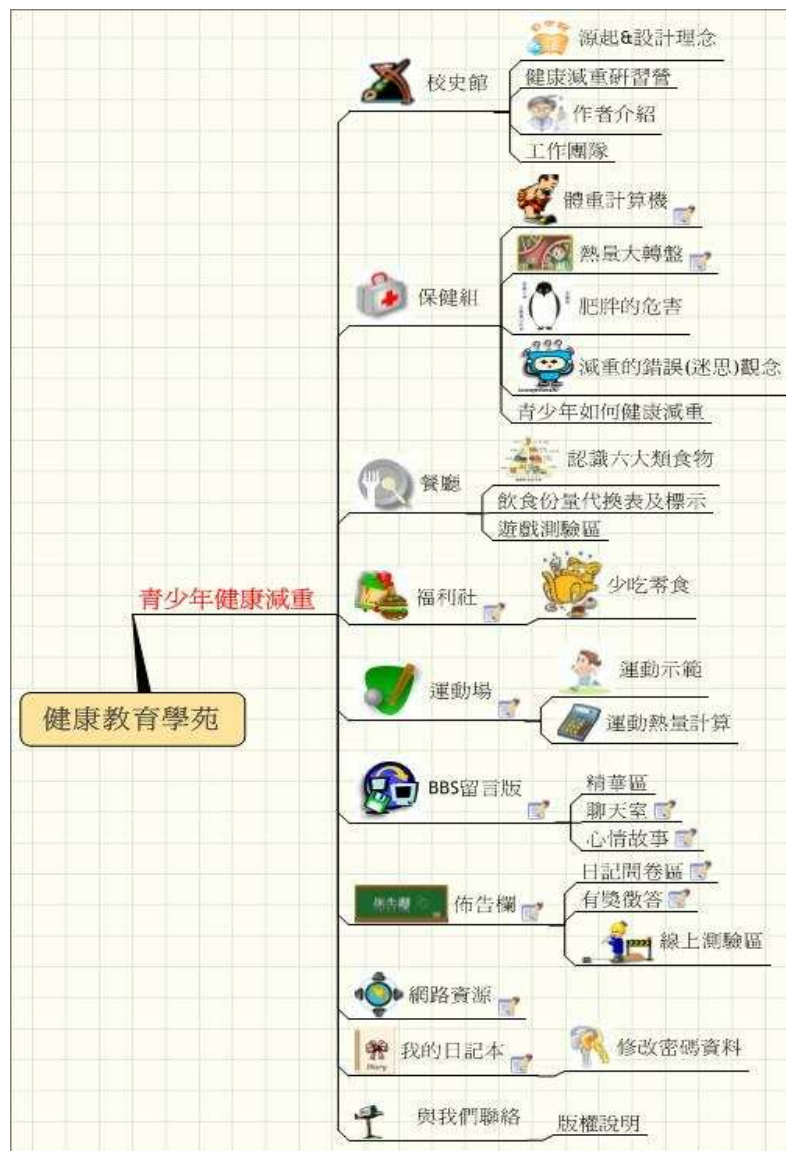 校史館
源起&設計理念
健康減重研習營
作者介紹
工作團隊
保健組
體重計算機
熱量大轉盤
肥胖的危害
減重的錯誤(迷思)觀念
青少年如何健康減重
餐廳
認識六大類食物
飲食份量代換表及標示
遊戲測驗區
青少年健康減重
健康教育學苑
福利社
少吃零食
運動場
運動示範
運動熱量計算
BBS留言版
精華區
聊天室
心情故事
佈告欄
佈告欄
日記問卷區
有獎徵答
線上測驗區
網路資源
Diary
我的日記本
修改密碼資料
與我們聯絡
版權說明